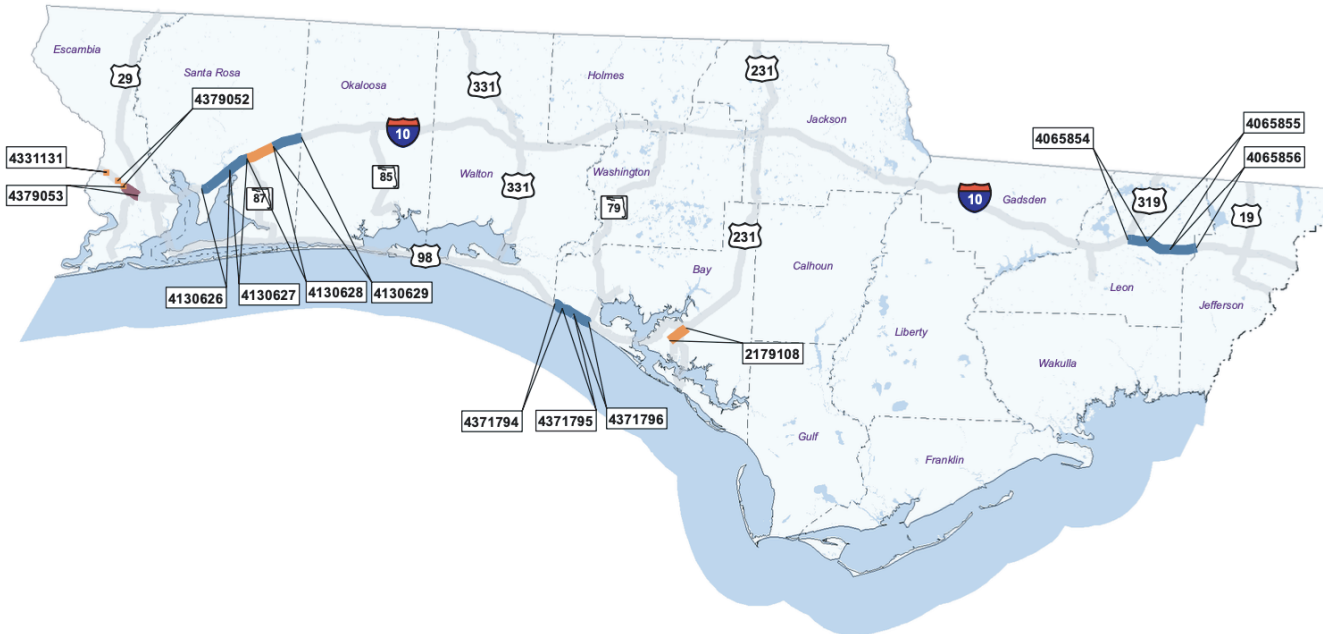 Escambia
29
Santa Rosa
4379052
Okaloosa
331
Holmes
231
10
Jackson
4065854
4065855
4065856
4331131
4379053
87
85
Walton
331
Washington
79
10
Gadsden
319
19
98
231
Bay
Calhoun
Leon
Jefferson
4130626
4130627
4130628
4130629
Liberty
Wakulla
2179108
4371794
4371795
4371796
Gulf
Franklin